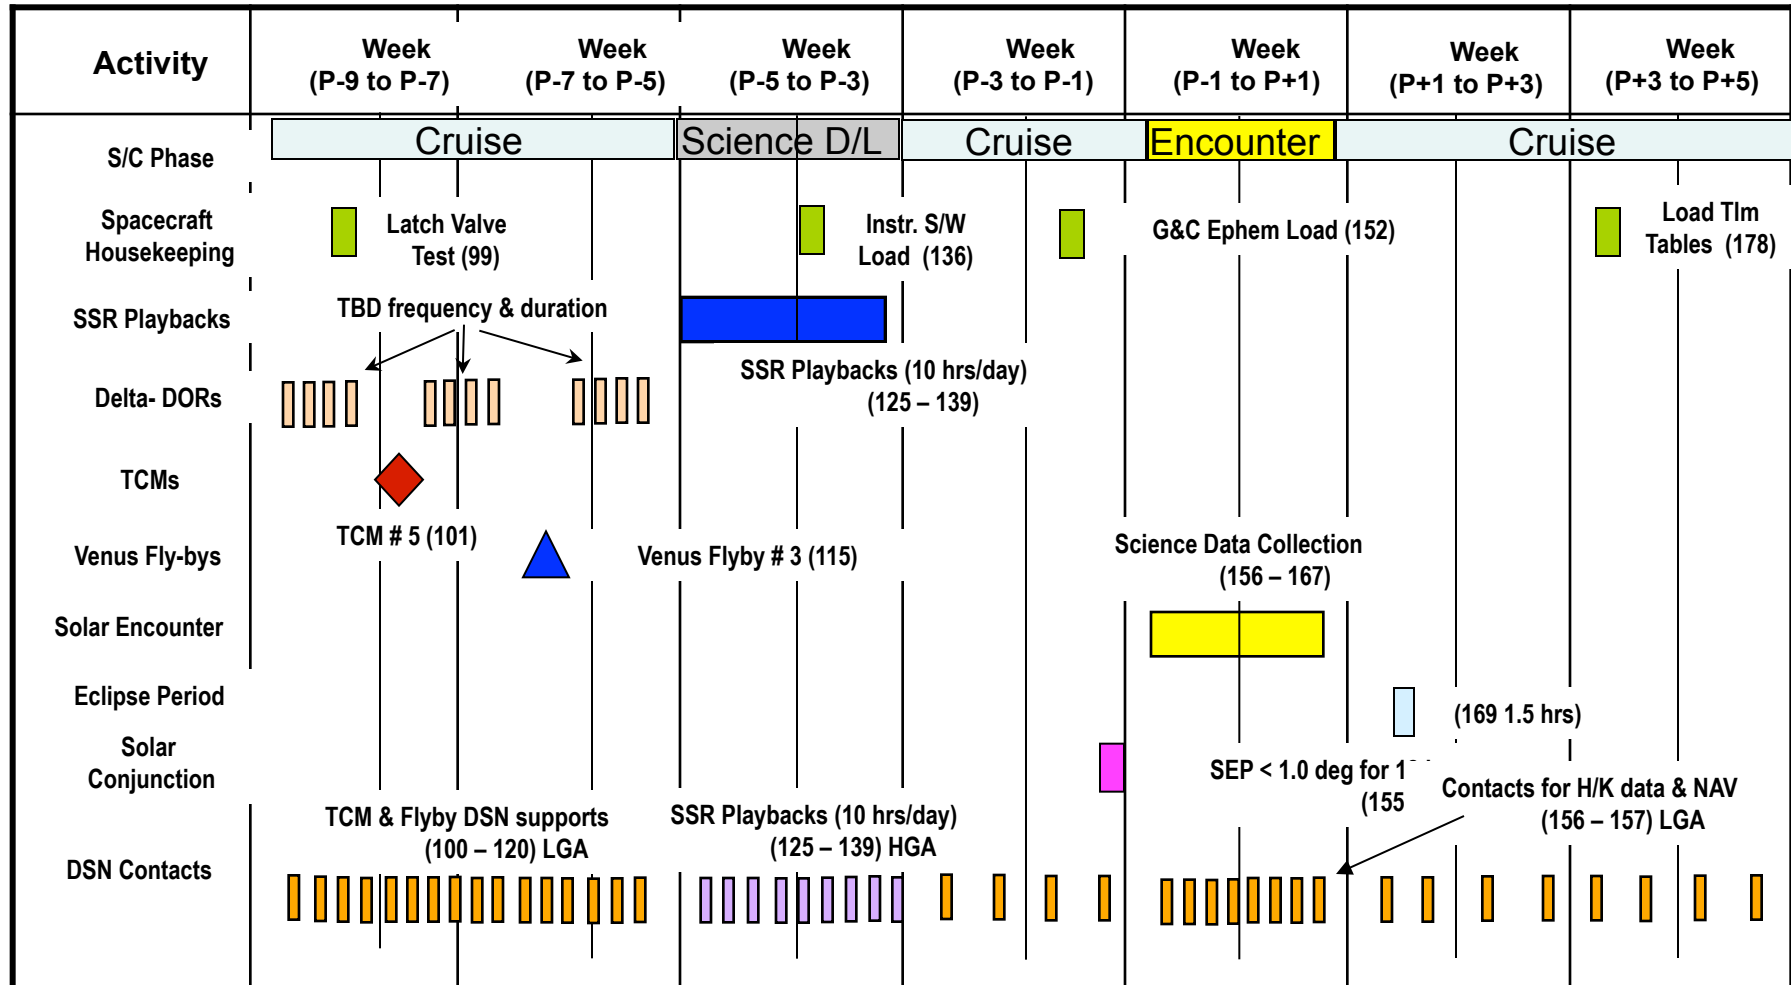 Activity
Week
(P-9 to P-7)
Week
(P-7 to P-5)
Week
(P-5 to P-3)
Week
(P-3 to P-1)
Week
(P-1 to P+1)
Week
(P+1 to P+3)
Week
(P+3 to P+5)
S/C Phase
Cruise
Science D/L
Cruise
Encounter
Cruise
Spacecraft
Housekeeping
Latch Valve
Test (99)
Instr. S/W
Load (136)
G&C Ephem Load (152)
Load Tlm
Tables (178)
SSR Playbacks
TBD frequency & duration
SSR Playbacks (10 hrs/day)
(125 – 139)
Delta- DORs
TCMs
TCM # 5 (101)
Venus Fly-bys
Venus Flyby # 3 (115)
Science Data Collection
(156 – 167)
Solar Encounter
Eclipse Period
(169 1.5 hrs)
Solar
Conjunction
SEP < 1.0 deg for
(155
Contacts for H/K data & NAV
(156 – 157) LGA
TCM & Flyby DSN supports
(100 – 120) LGA
SSR Playbacks (10 hrs/day)
(125 – 139) HGA
DSN Contacts